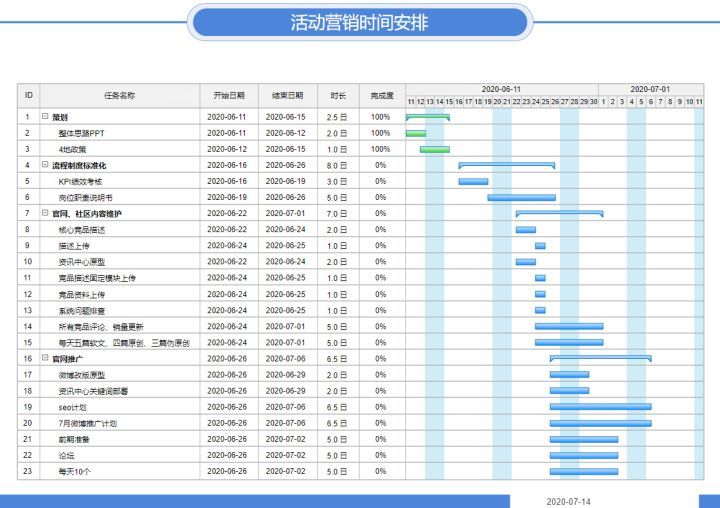 活动营销时间安排
ID 任务名称 开始日期 结束日期 时长 完成度 2020-06-11 2020-07-01
11 12 13 14 15 16 17 18 19 20 21 22 23 24 25 26 27 28 29 30 1 2 3 4 5 6 7 8 9 10 11
1 策划 2020-06-11 2020-06-15 2.5 日 100%
2 整体思路PPT 2020-06-11 2020-06-12 2.0 日 100%
3 4地政策 2020-06-12 2020-06-15 1.0 日 100%
4 流程制度标准化 2020-06-16 2020-06-26 8.0 日 0%
5 KPI绩效考核 2020-06-16 2020-06-19 3.0 日 0%
6 岗位职责说明书 2020-06-19 2020-06-26 5.0 日 0%
7 官网、社区内容维护 2020-06-22 2020-07-01 7.0 日 0%
8 核心竞品描述 2020-06-22 2020-06-24 2.0 日 0%
9 描述上传 2020-06-24 2020-06-25 1.0 日 0%
10 资讯中心原型 2020-06-22 2020-06-24 2.0 日 0%
11 竞品描述固定模块上传 2020-06-24 2020-06-25 1.0 日 0%
12 竞品资料上传 2020-06-24 2020-06-25 1.0 日 0%
13 系统问题排查 2020-06-24 2020-06-25 1.0 日 0%
14 所有竞品评论、销量更新 2020-06-24 2020-07-01 5.0 日 0%
15 每天五篇软文、四篇原创、三篇伪原创 2020-06-24 2020-07-01 5.0 日 0%
16 官网推广 2020-06-26 2020-07-06 6.5 日 0%
17 微博改版原型 2020-06-26 2020-06-29 2.0 日 0%
18 资讯中心关键词部署 2020-06-26 2020-06-29 2.0 日 0%
19 seo计划 2020-06-26 2020-07-06 6.5 日 0%
20 7月微博推广计划 2020-06-26 2020-07-06 6.5 日 0%
21 前期准备 2020-06-26 2020-07-02 5.0 日 0%
22 论坛 2020-06-26 2020-07-02 5.0 日 0%
23 每天10个 2020-06-26 2020-07-02 5.0 日 0%
2020-07-14